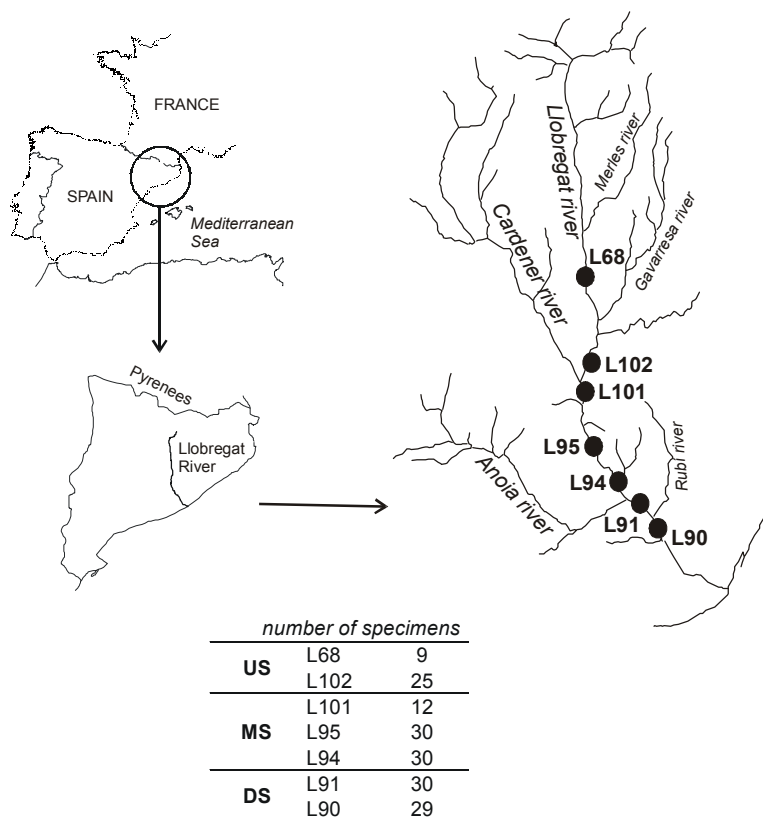 FRANCE
SPAIN
Mediterranean
Sea
Pyrenees
Llobregat
River
Llobregat river
Merles river
Gavarresa river
Cardener river
L68
L102
L101
L95
L94
L91
L90
Rubí river
Anoia river
number of specimens
US L68 9
L102 25
L101 12
MS L95 30
L94 30
DS L91 30
L90 29